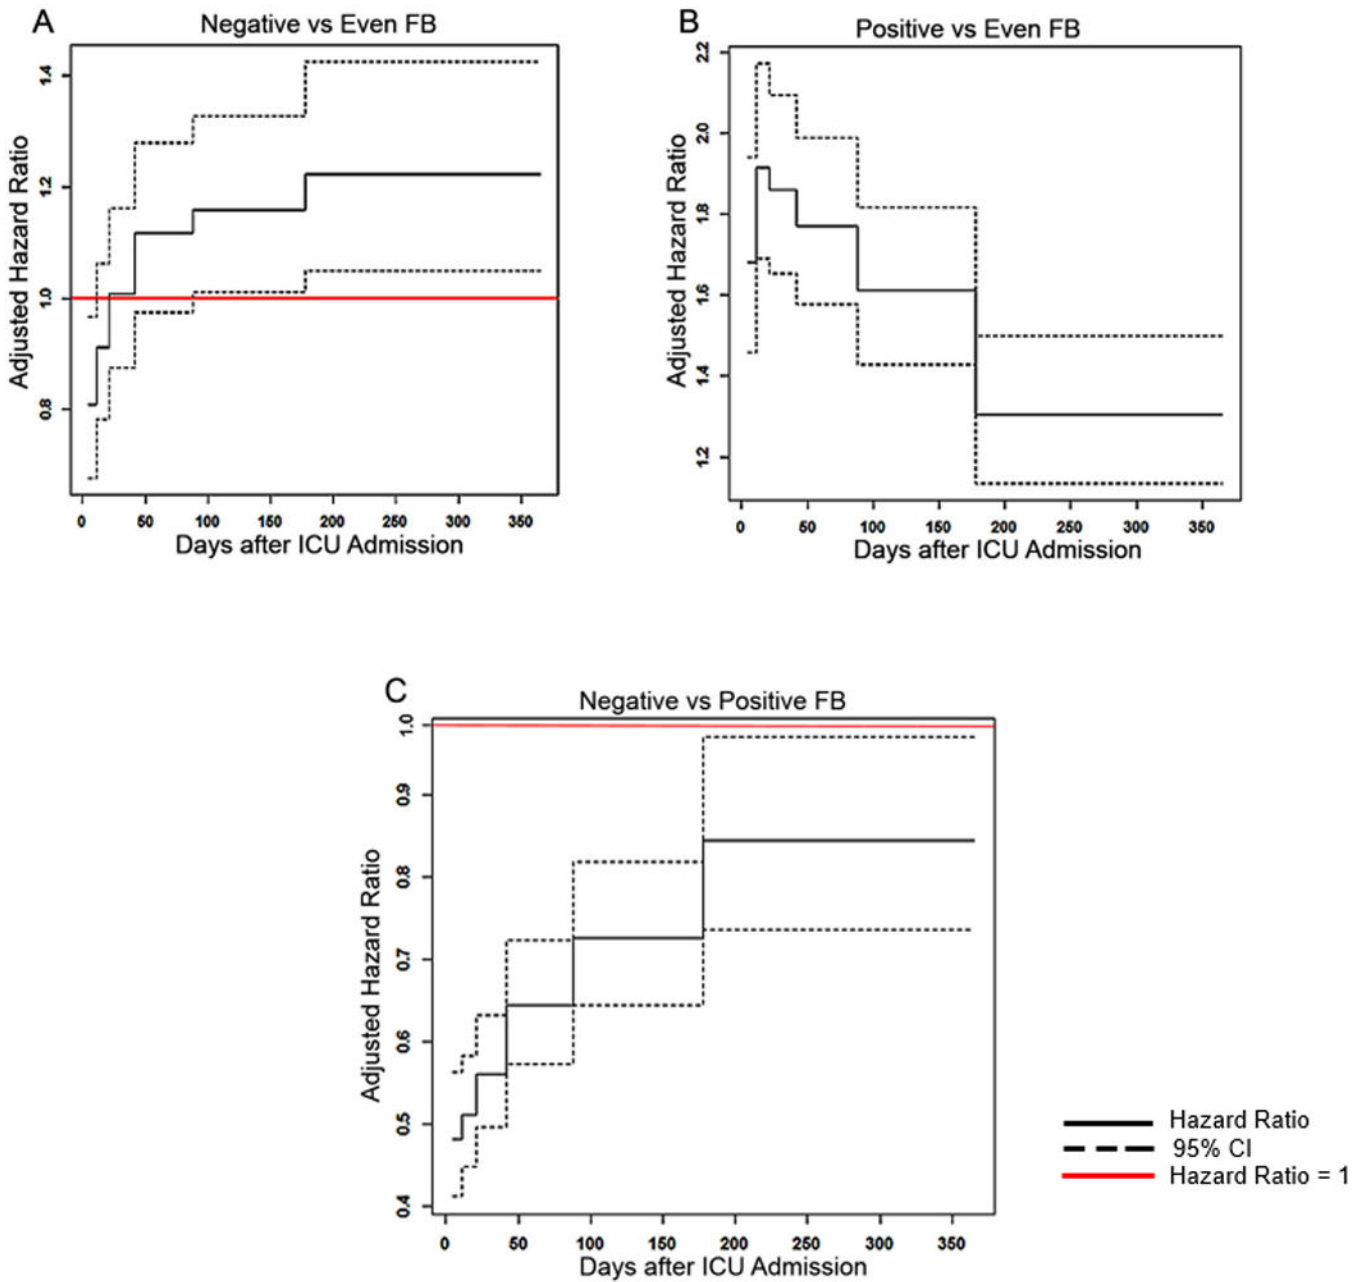 A
Negative vs Even FB
Adjusted Hazard Ratio
1.4
1.2
1.0
0.8
0 50 100 150 200 250 300 350
Days after ICU Admission
B
Positive vs Even FB
Adjusted Hazard Ratio
2.2
2.0
1.8
1.6
1.4
1.2
0 50 100 150 200 250 300 350
Days after ICU Admission
C
Negative vs Positive FB
Adjusted Hazard Ratio
1.0
0.9
0.8
0.7
0.6
0.5
0.4
0 50 100 150 200 250 300 350
Days after ICU Admission
Hazard Ratio
95% CI
Hazard Ratio = 1